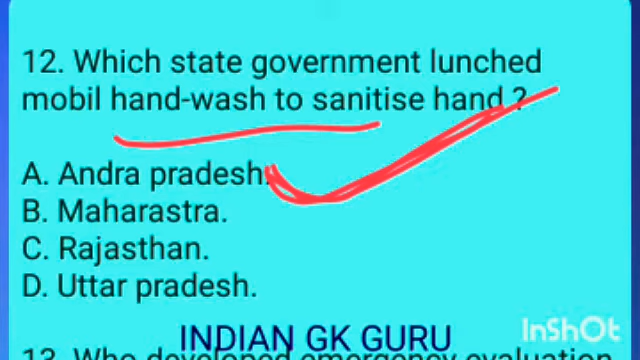 12. Which state government lunched
mobil hand-wash to sanitise hand ?
A. Andra pradesh.
B. Maharastra.
C. Rajasthan.
D. Uttar pradesh.
INDIAN GK GURU
InShOt
13. Who developed emergency evaluation